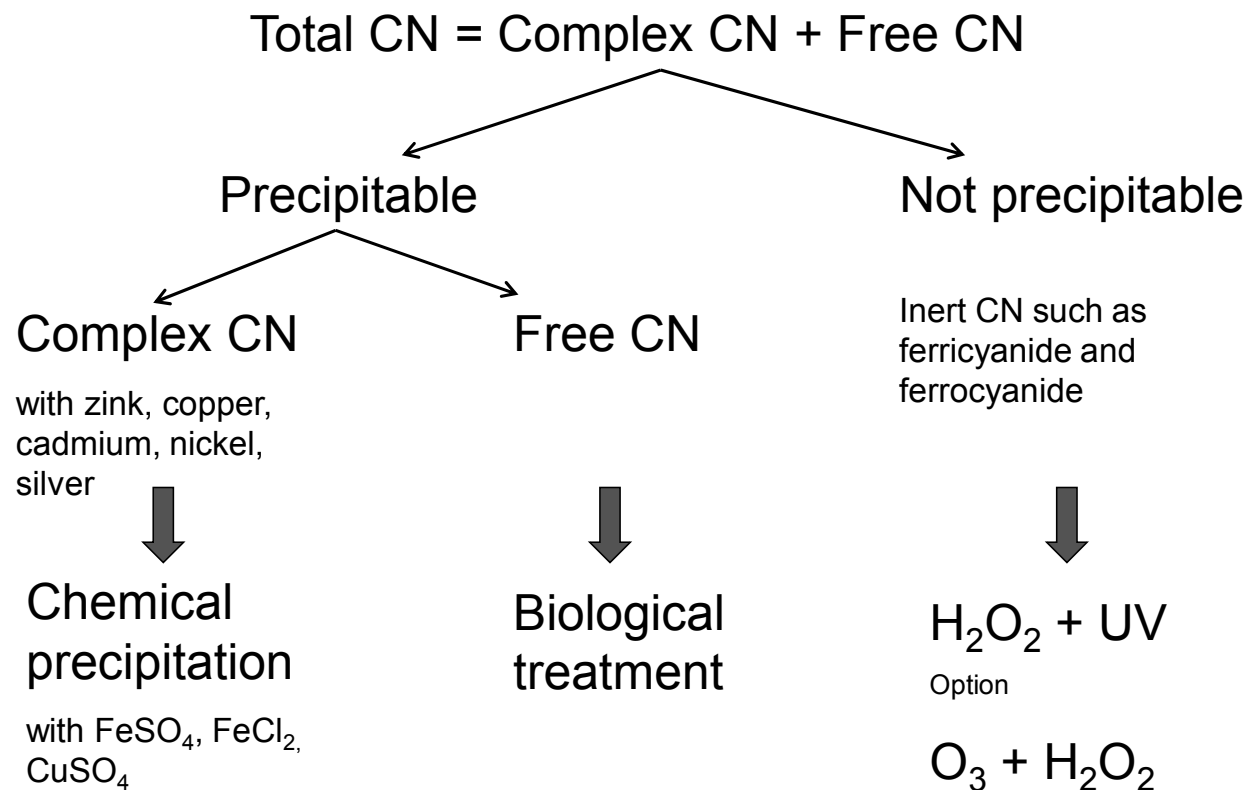 Total CN = Complex CN + Free CN
Precipitable
Not precipitable
Complex CN
with zink, copper,
cadmium, nickel,
silver
Free CN
Inert CN such as
ferricyanide and
ferrocyanide
Chemical
precipitation
with FeSO₄, FeCl₂,
CuSO₄
Biological
treatment
H₂O₂ + UV
Option
O₃ + H₂O₂